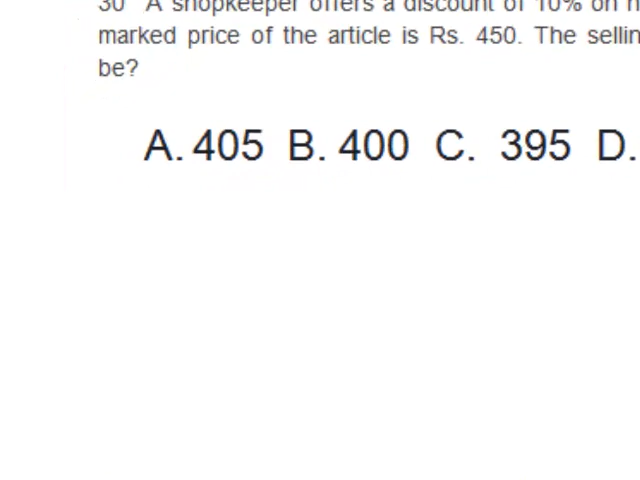 30 A shopkeeper offers a discount of 10% on
marked price of the article is Rs. 450. The
be?
A. 405 B. 400 C. 395 D.